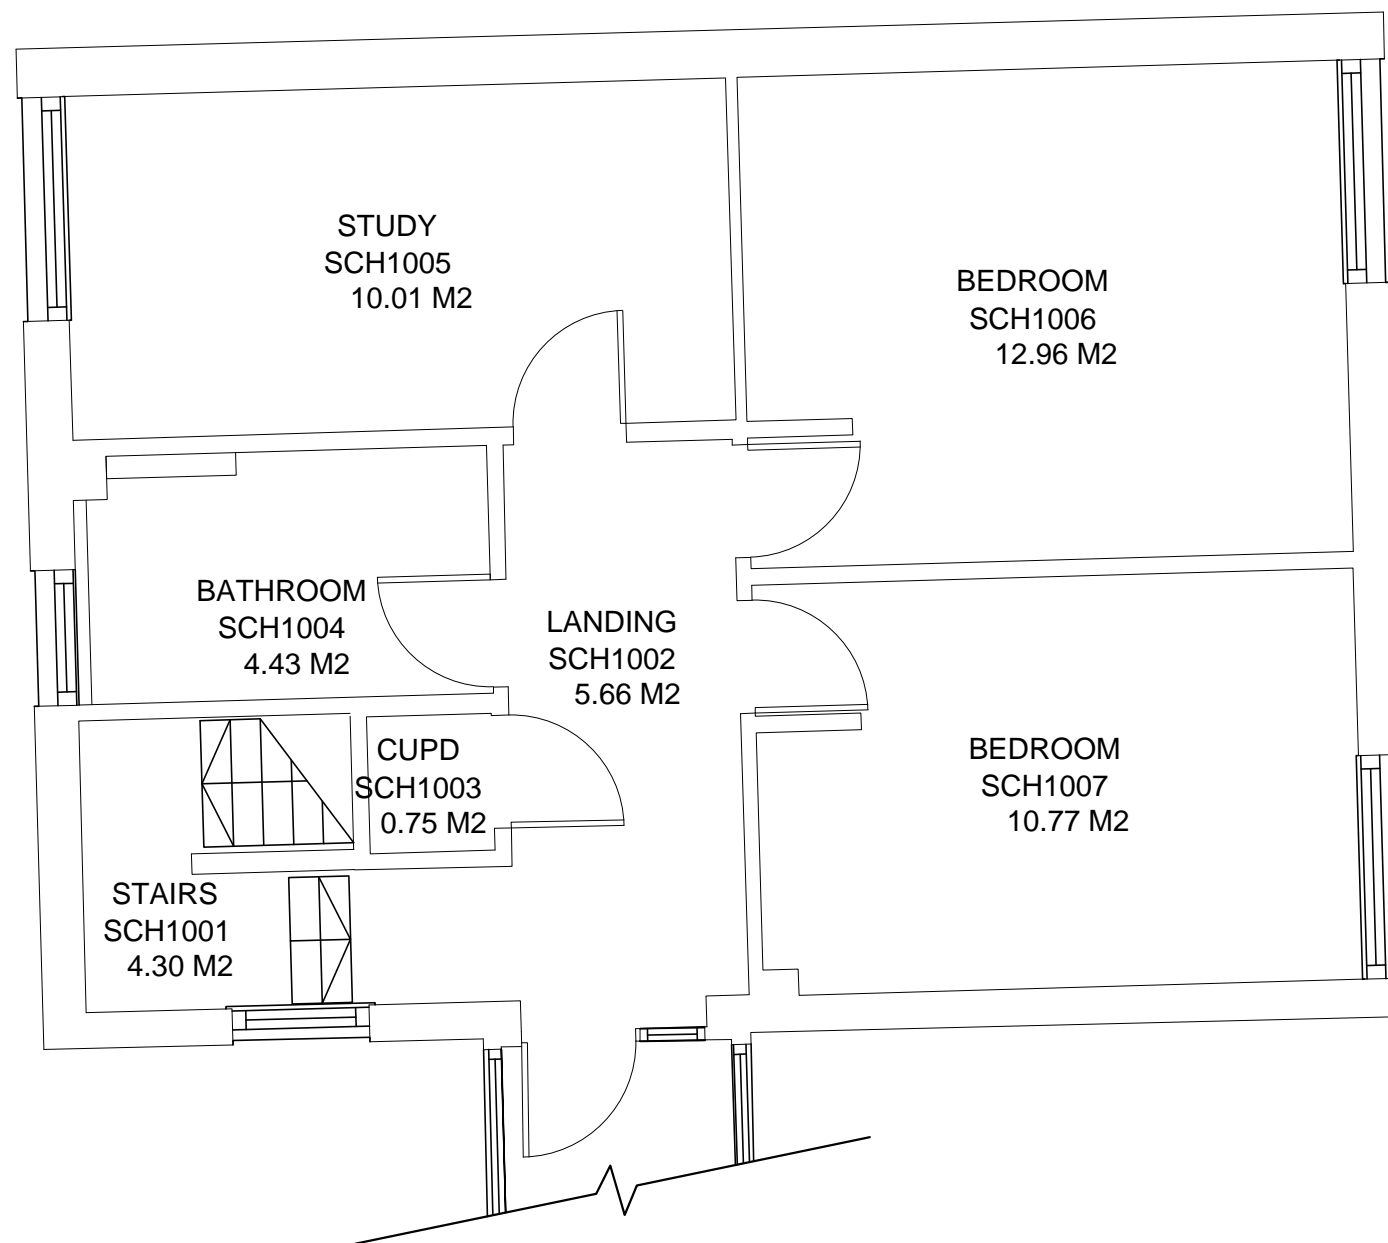 STUDY
SCH1005
10.01 M2
BEDROOM
SCH1006
12.96 M2
BATHROOM
SCH1004
4.43 M2
LANDING
SCH1002
5.66 M2
CUPD
SCH1003
0.75 M2
BEDROOM
SCH1007
10.77 M2
STAIRS
SCH1001
4.30 M2